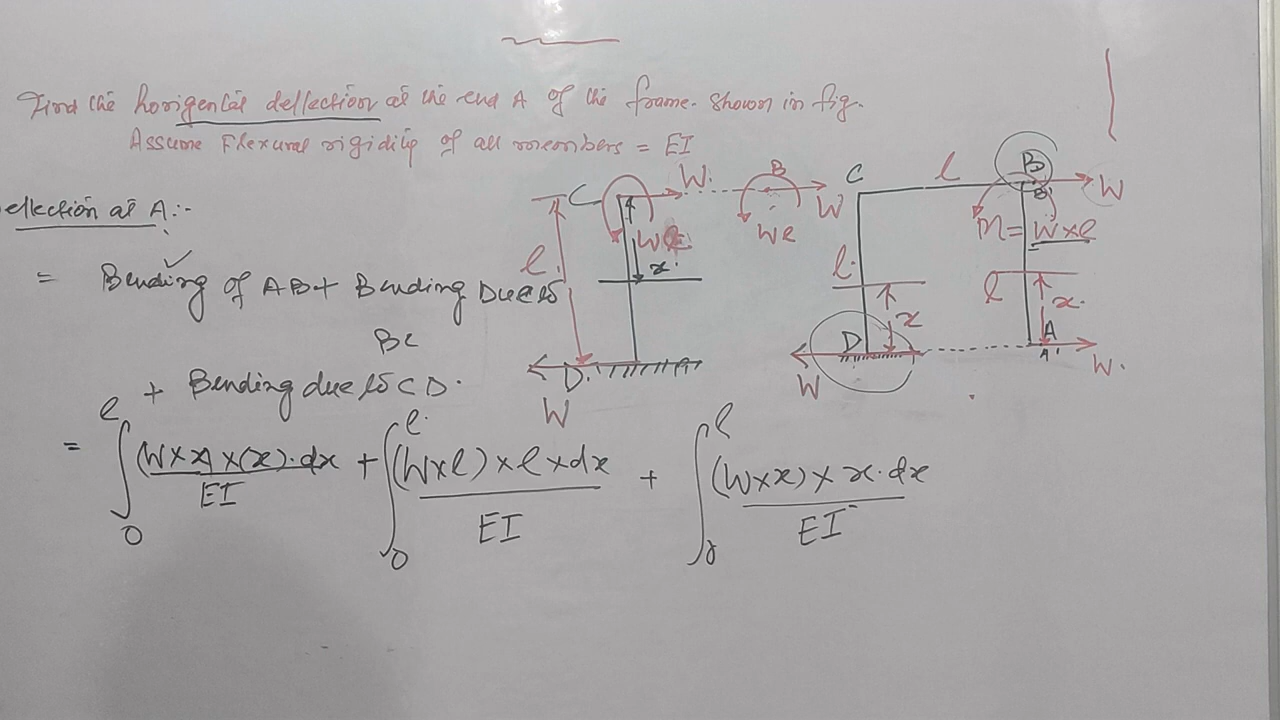 Find the horizental deflection at the end A of the frame. Shown in fig.
Assume Flexural rigidity of all members = EI
eflection at A:-
= Bending of AB + Bending Due to
BC
+ Bending due to CD.
= ∫₀ˡ (W×x)×(x).dx / EI + ∫₀ˡ (W×l)×l×dx / EI + ∫₀ˡ (W×x)×x.dx / EI
C W. B W
Wl Wl
l. x.
D.
W
C l B W
B'
M = W×l
l. l
x x.
D A
A'
W W.